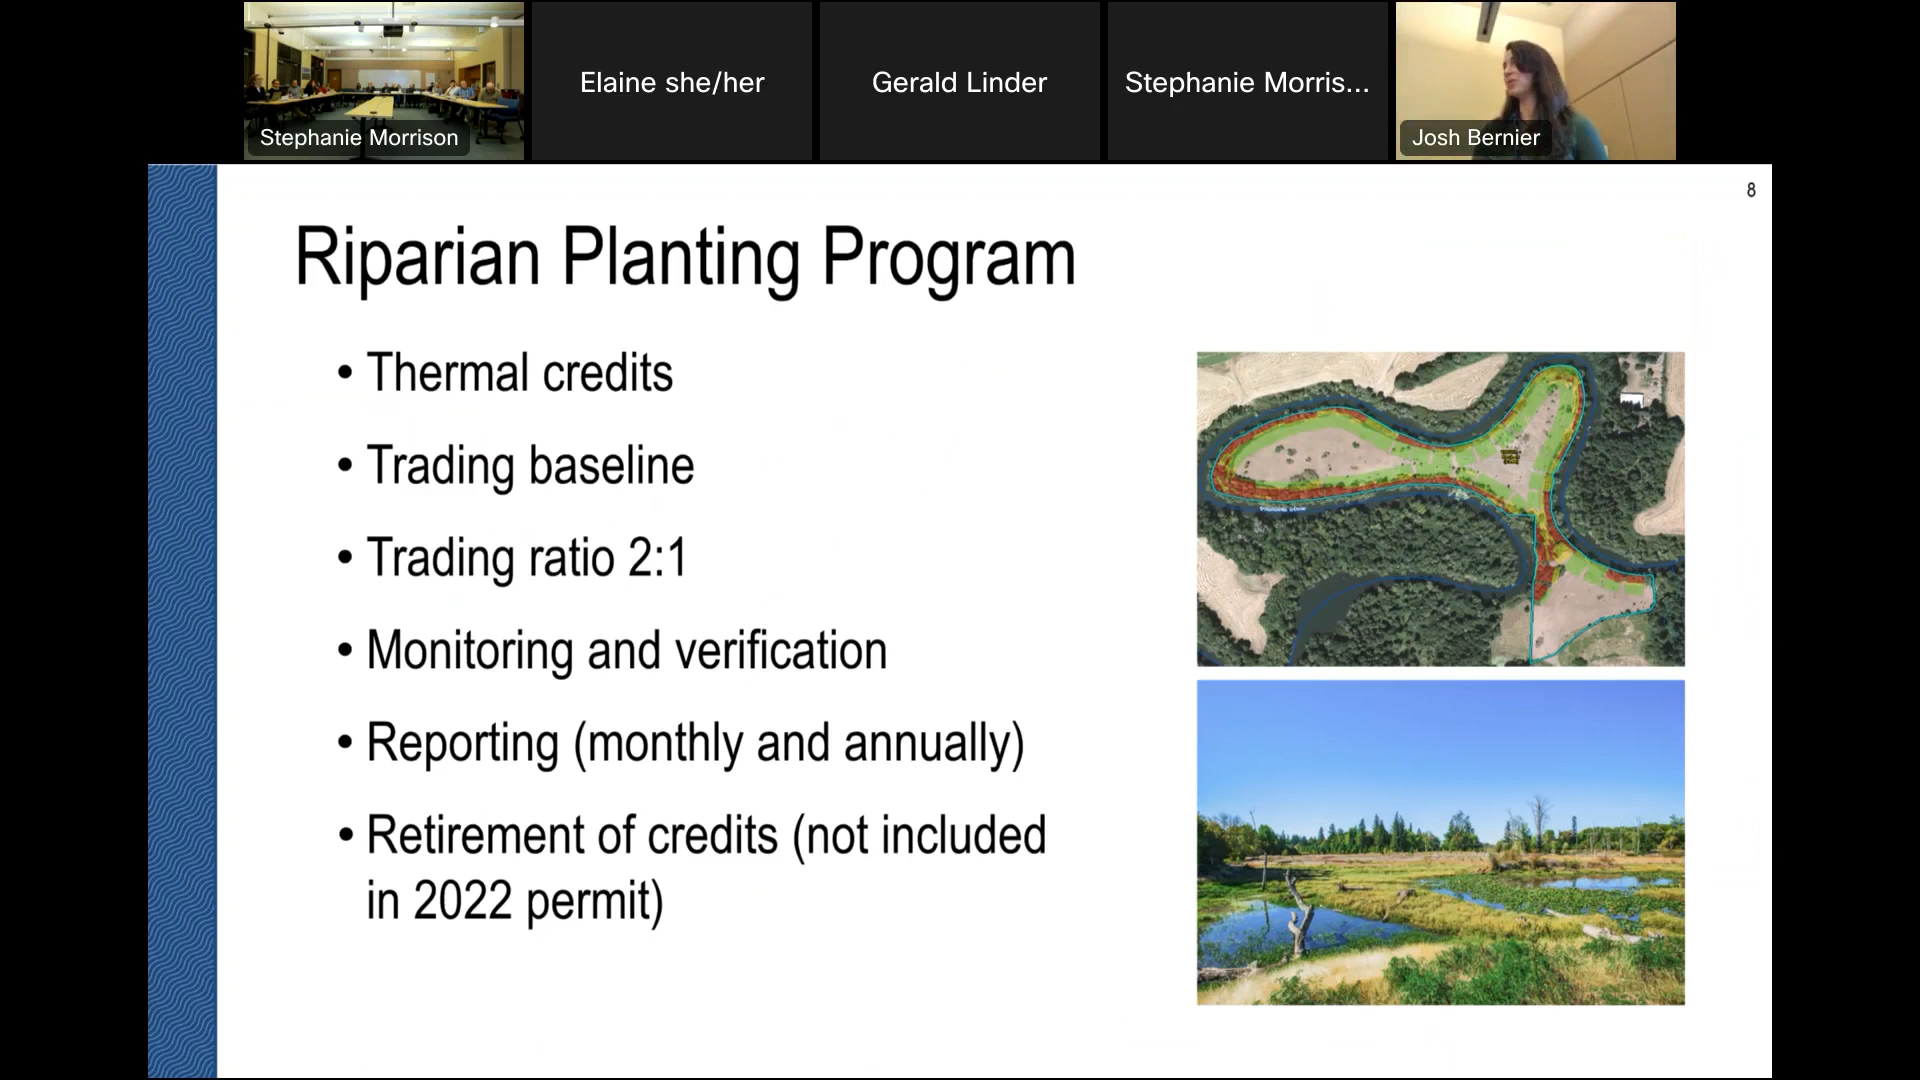 Stephanie Morrison
Elaine she/her
Gerald Linder
Stephanie Morris...
Josh Bernier
8
Riparian Planting Program
• Thermal credits
• Trading baseline
• Trading ratio 2:1
• Monitoring and verification
• Reporting (monthly and annually)
• Retirement of credits (not included
in 2022 permit)